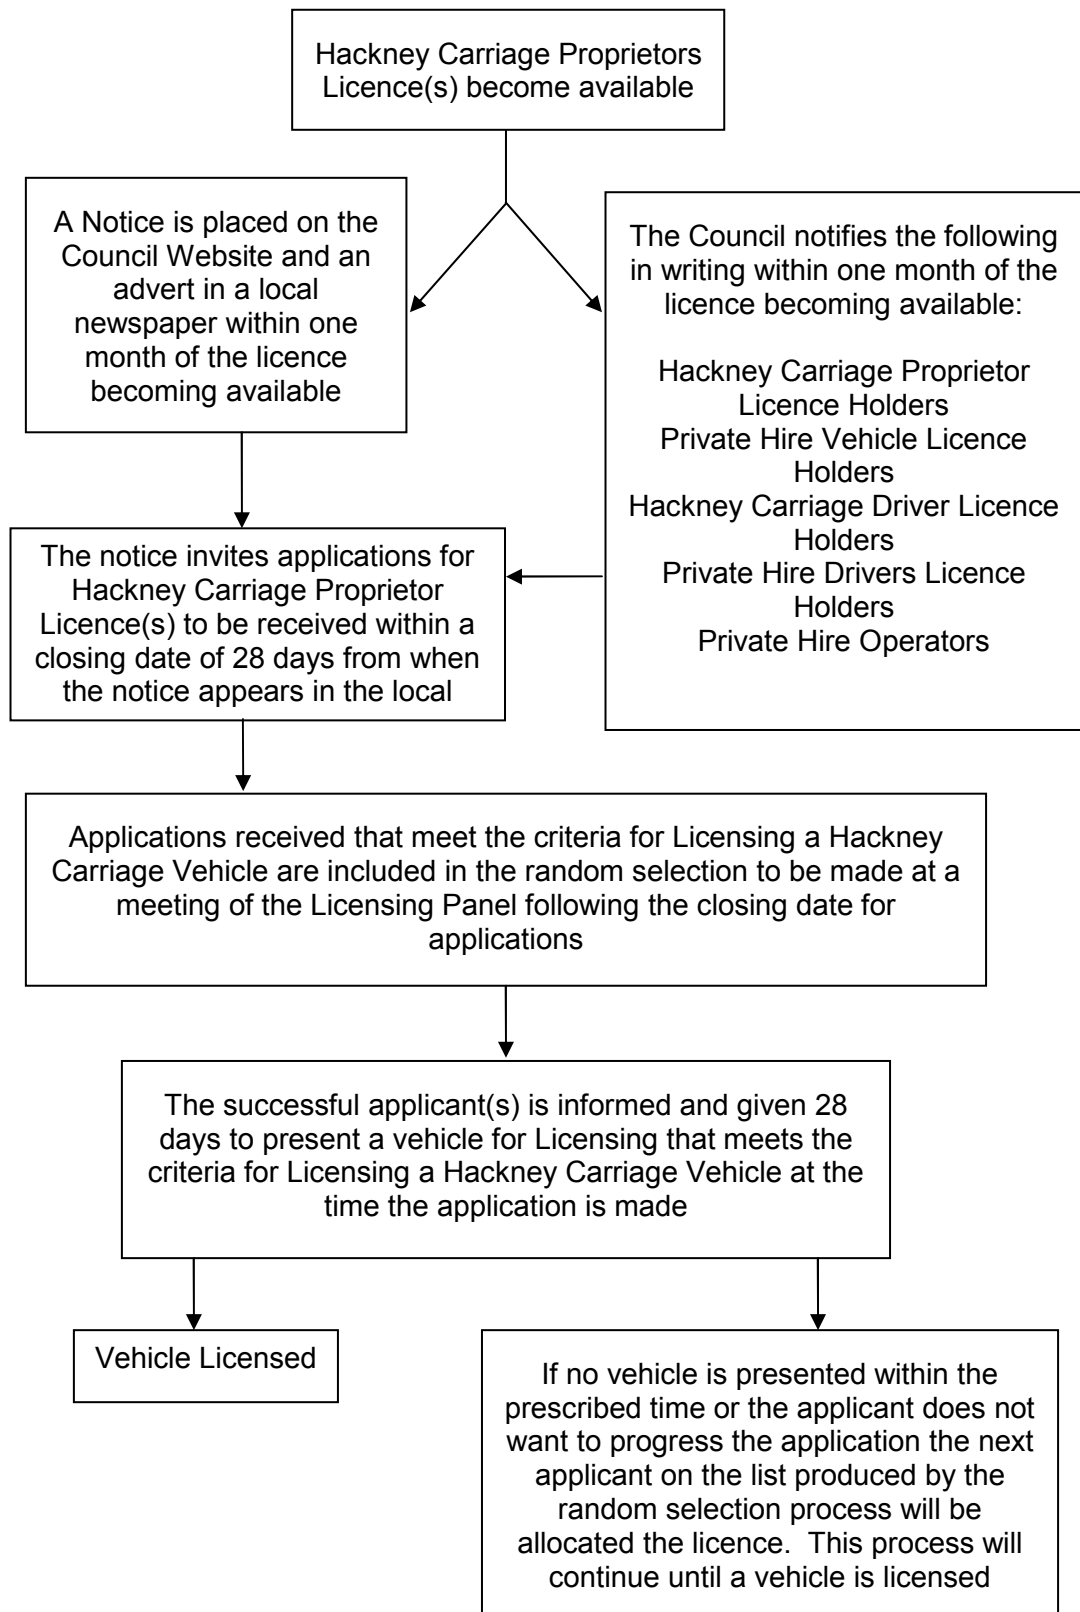 Hackney Carriage Proprietors
Licence(s) become available
A Notice is placed on the
Council Website and an
advert in a local
newspaper within one
month of the licence
becoming available
The Council notifies the following
in writing within one month of the
licence becoming available:
Hackney Carriage Proprietor
Licence Holders
Private Hire Vehicle Licence
Holders
Hackney Carriage Driver Licence
Holders
Private Hire Drivers Licence
Holders
Private Hire Operators
The notice invites applications for
Hackney Carriage Proprietor
Licence(s) to be received within a
closing date of 28 days from when
the notice appears in the local
Applications received that meet the criteria for Licensing a Hackney
Carriage Vehicle are included in the random selection to be made at a
meeting of the Licensing Panel following the closing date for
applications
The successful applicant(s) is informed and given 28
days to present a vehicle for Licensing that meets the
criteria for Licensing a Hackney Carriage Vehicle at the
time the application is made
Vehicle Licensed
If no vehicle is presented within the
prescribed time or the applicant does not
want to progress the application the next
applicant on the list produced by the
random selection process will be
allocated the licence.  This process will
continue until a vehicle is licensed